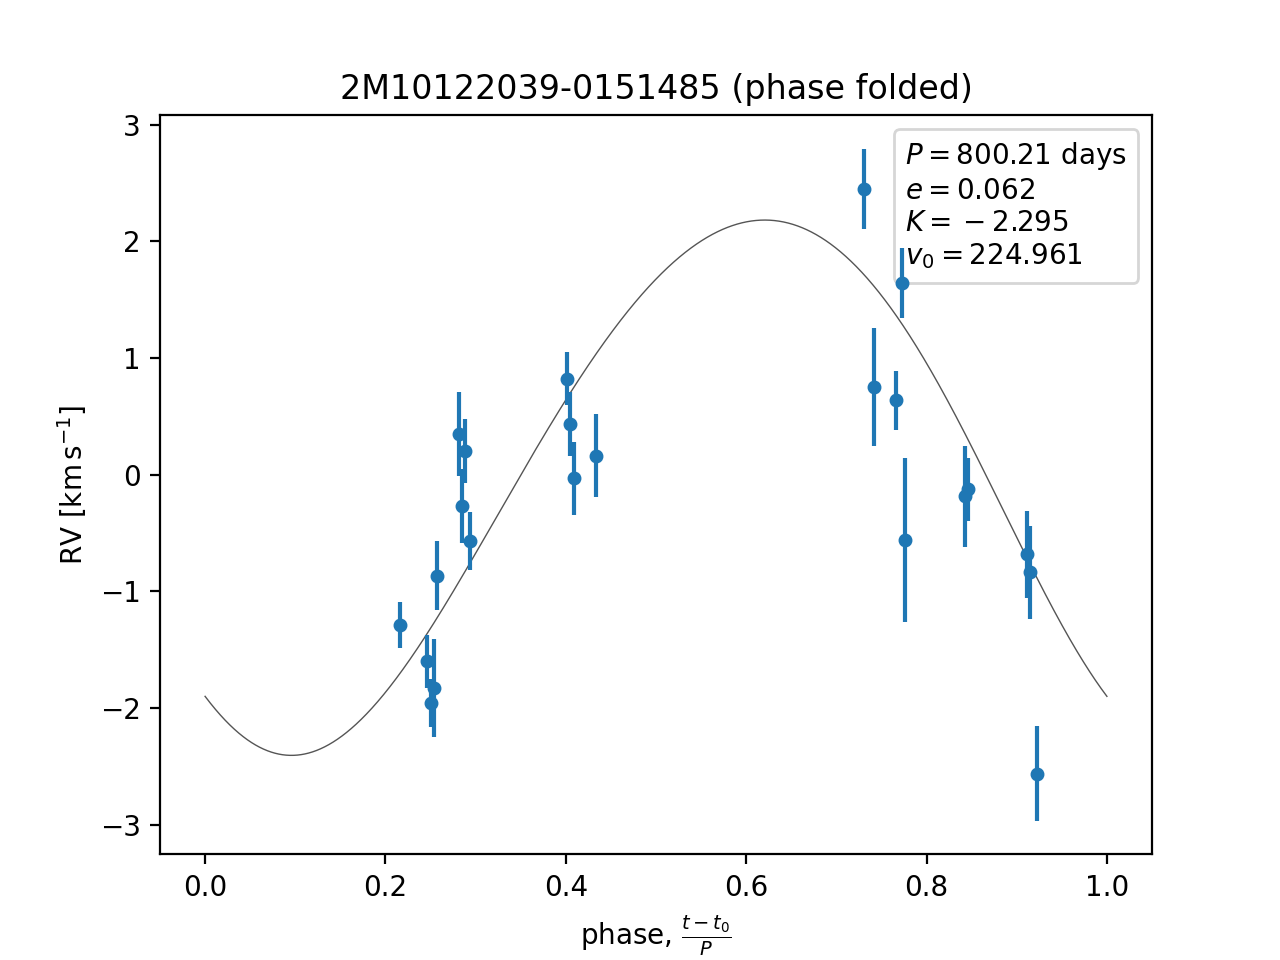 2M10122039-0151485 (phase folded)
P = 800.21 days
e = 0.062
K = −2.295
v₀ = 224.961
RV [km s⁻¹]
3
2
1
0
−1
−2
−3
0.0 0.2 0.4 0.6 0.8 1.0
phase, (t − t₀)/P